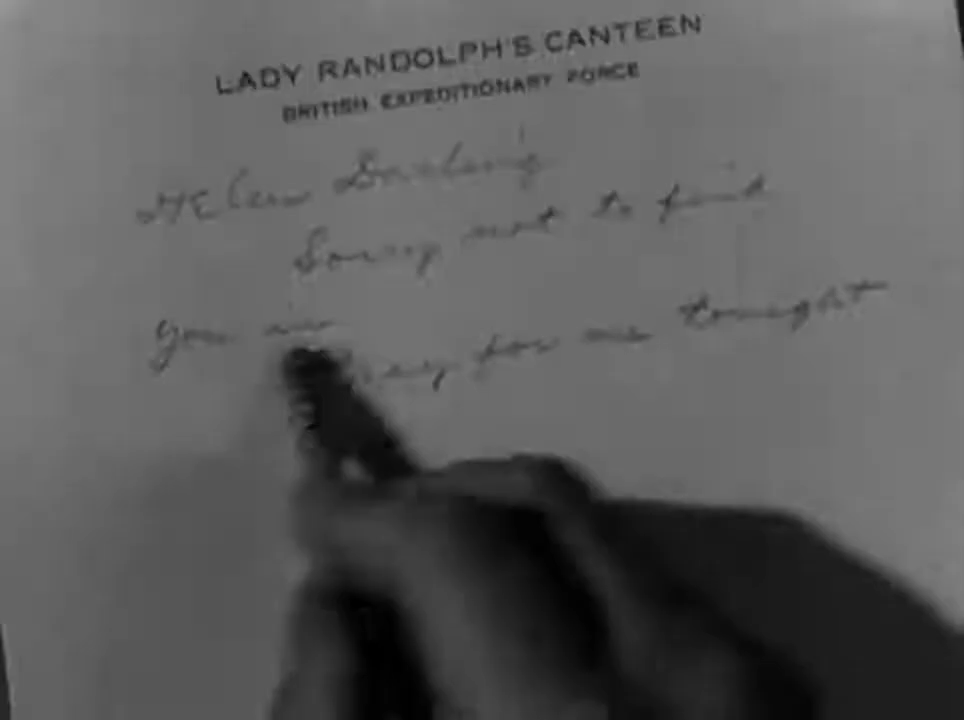 LADY RANDOLPH'S CANTEEN
BRITISH EXPEDITIONARY FORCE
Helen Darling
Sorry not to find
you
for me tonight